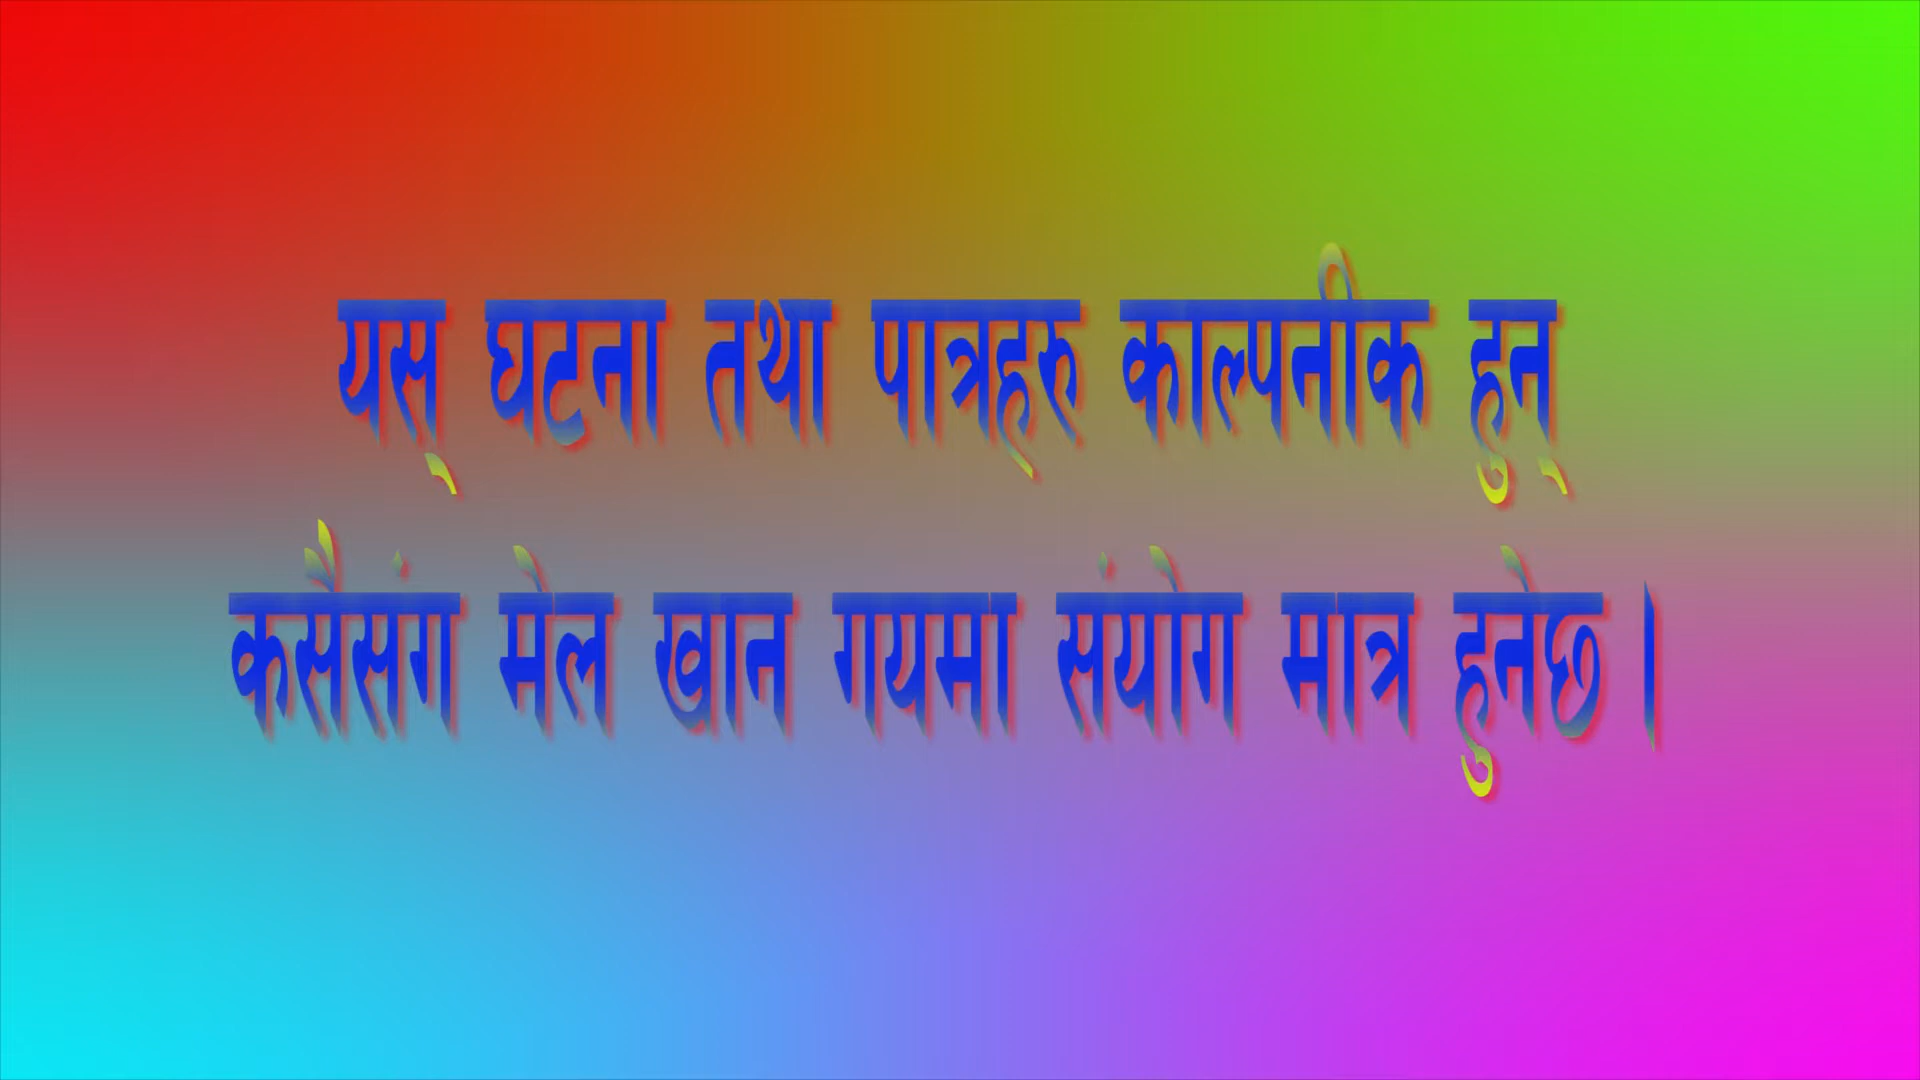 यस् घटना तथा पात्रहरु काल्पनीक हुन्
कसैसंग मेल खान गयमा संयोग मात्र हुनेछ ।